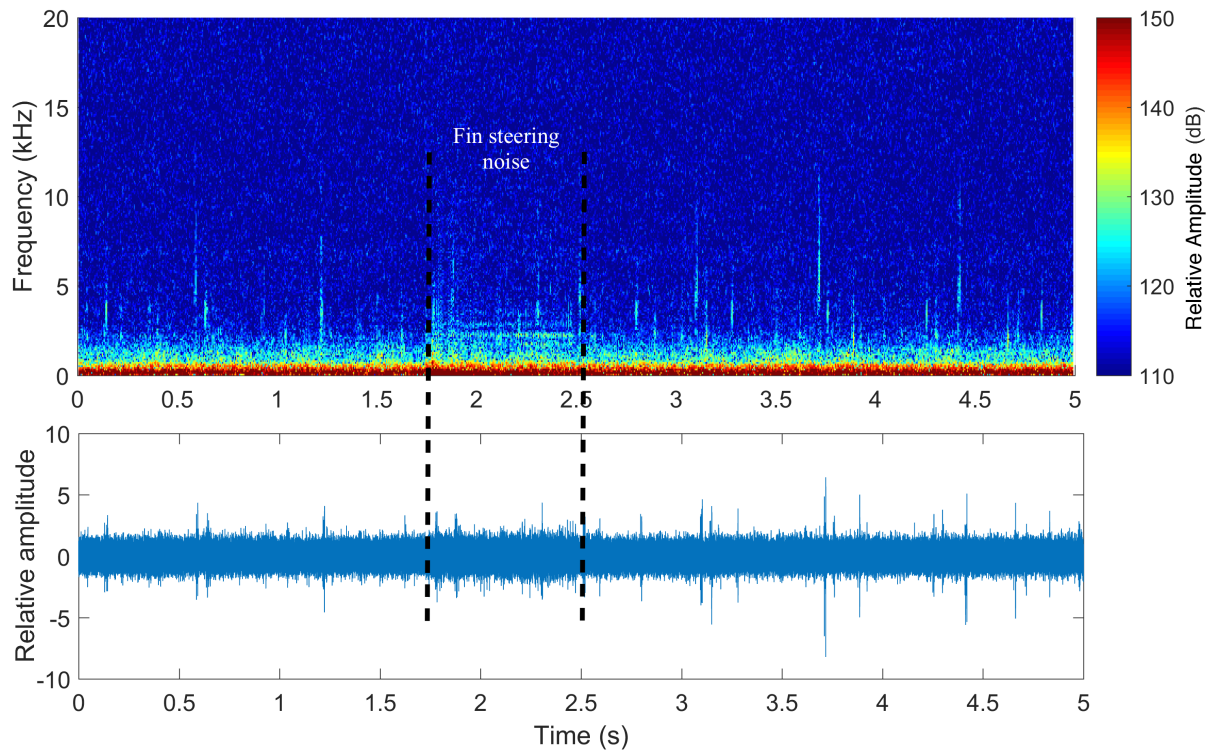 20
15
10
5
0
Frequency (kHz)
Fin steering
noise
0 0.5 1 1.5 2 2.5 3 3.5 4 4.5 5
150
140
130
120
110
Relative Amplitude (dB)
10
5
0
-5
-10
Relative amplitude
0 0.5 1 1.5 2 2.5 3 3.5 4 4.5 5
Time (s)